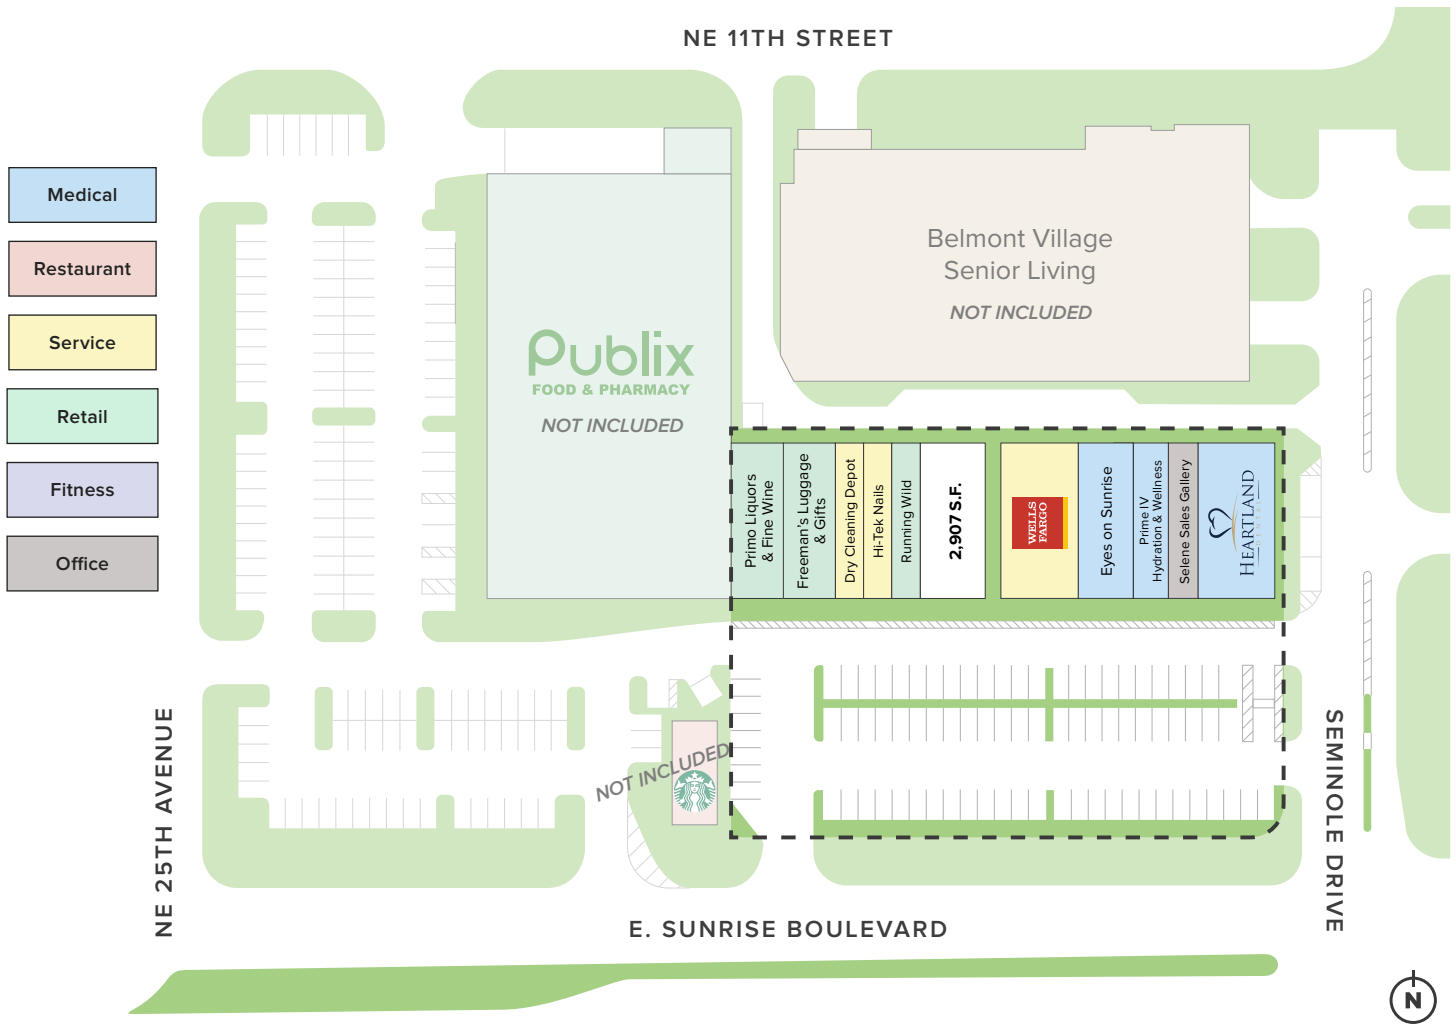 NE 11TH STREET
Medical
Restaurant
Service
Retail
Fitness
Office
Belmont Village
Senior Living
NOT INCLUDED
Publix
FOOD & PHARMACY
NOT INCLUDED
Primo Liquors
& Fine Wine
Freeman's Luggage
& Gifts
Dry Cleaning Depot
Hi-Tek Nails
Running Wild
2,907 S.F.
WELLS
FARGO
Eyes on Sunrise
Prime IV
Hydration & Wellness
Selene Sales Gallery
HEARTLAND
NOT INCLUDED
NE 25TH AVENUE
SEMINOLE DRIVE
E. SUNRISE BOULEVARD
N